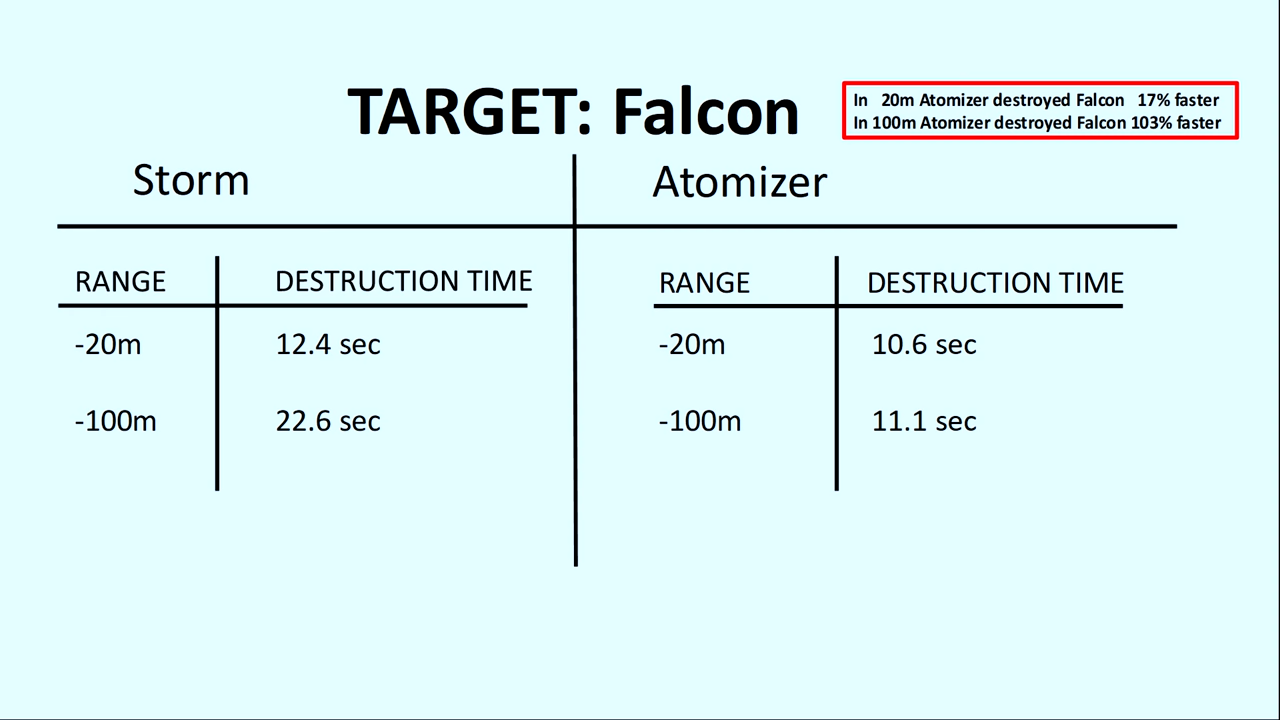 TARGET: Falcon
In 20m Atomizer destroyed Falcon 17% faster
In 100m Atomizer destroyed Falcon 103% faster
Storm
Atomizer
RANGE DESTRUCTION TIME
-20m 12.4 sec
-100m 22.6 sec
RANGE DESTRUCTION TIME
-20m 10.6 sec
-100m 11.1 sec